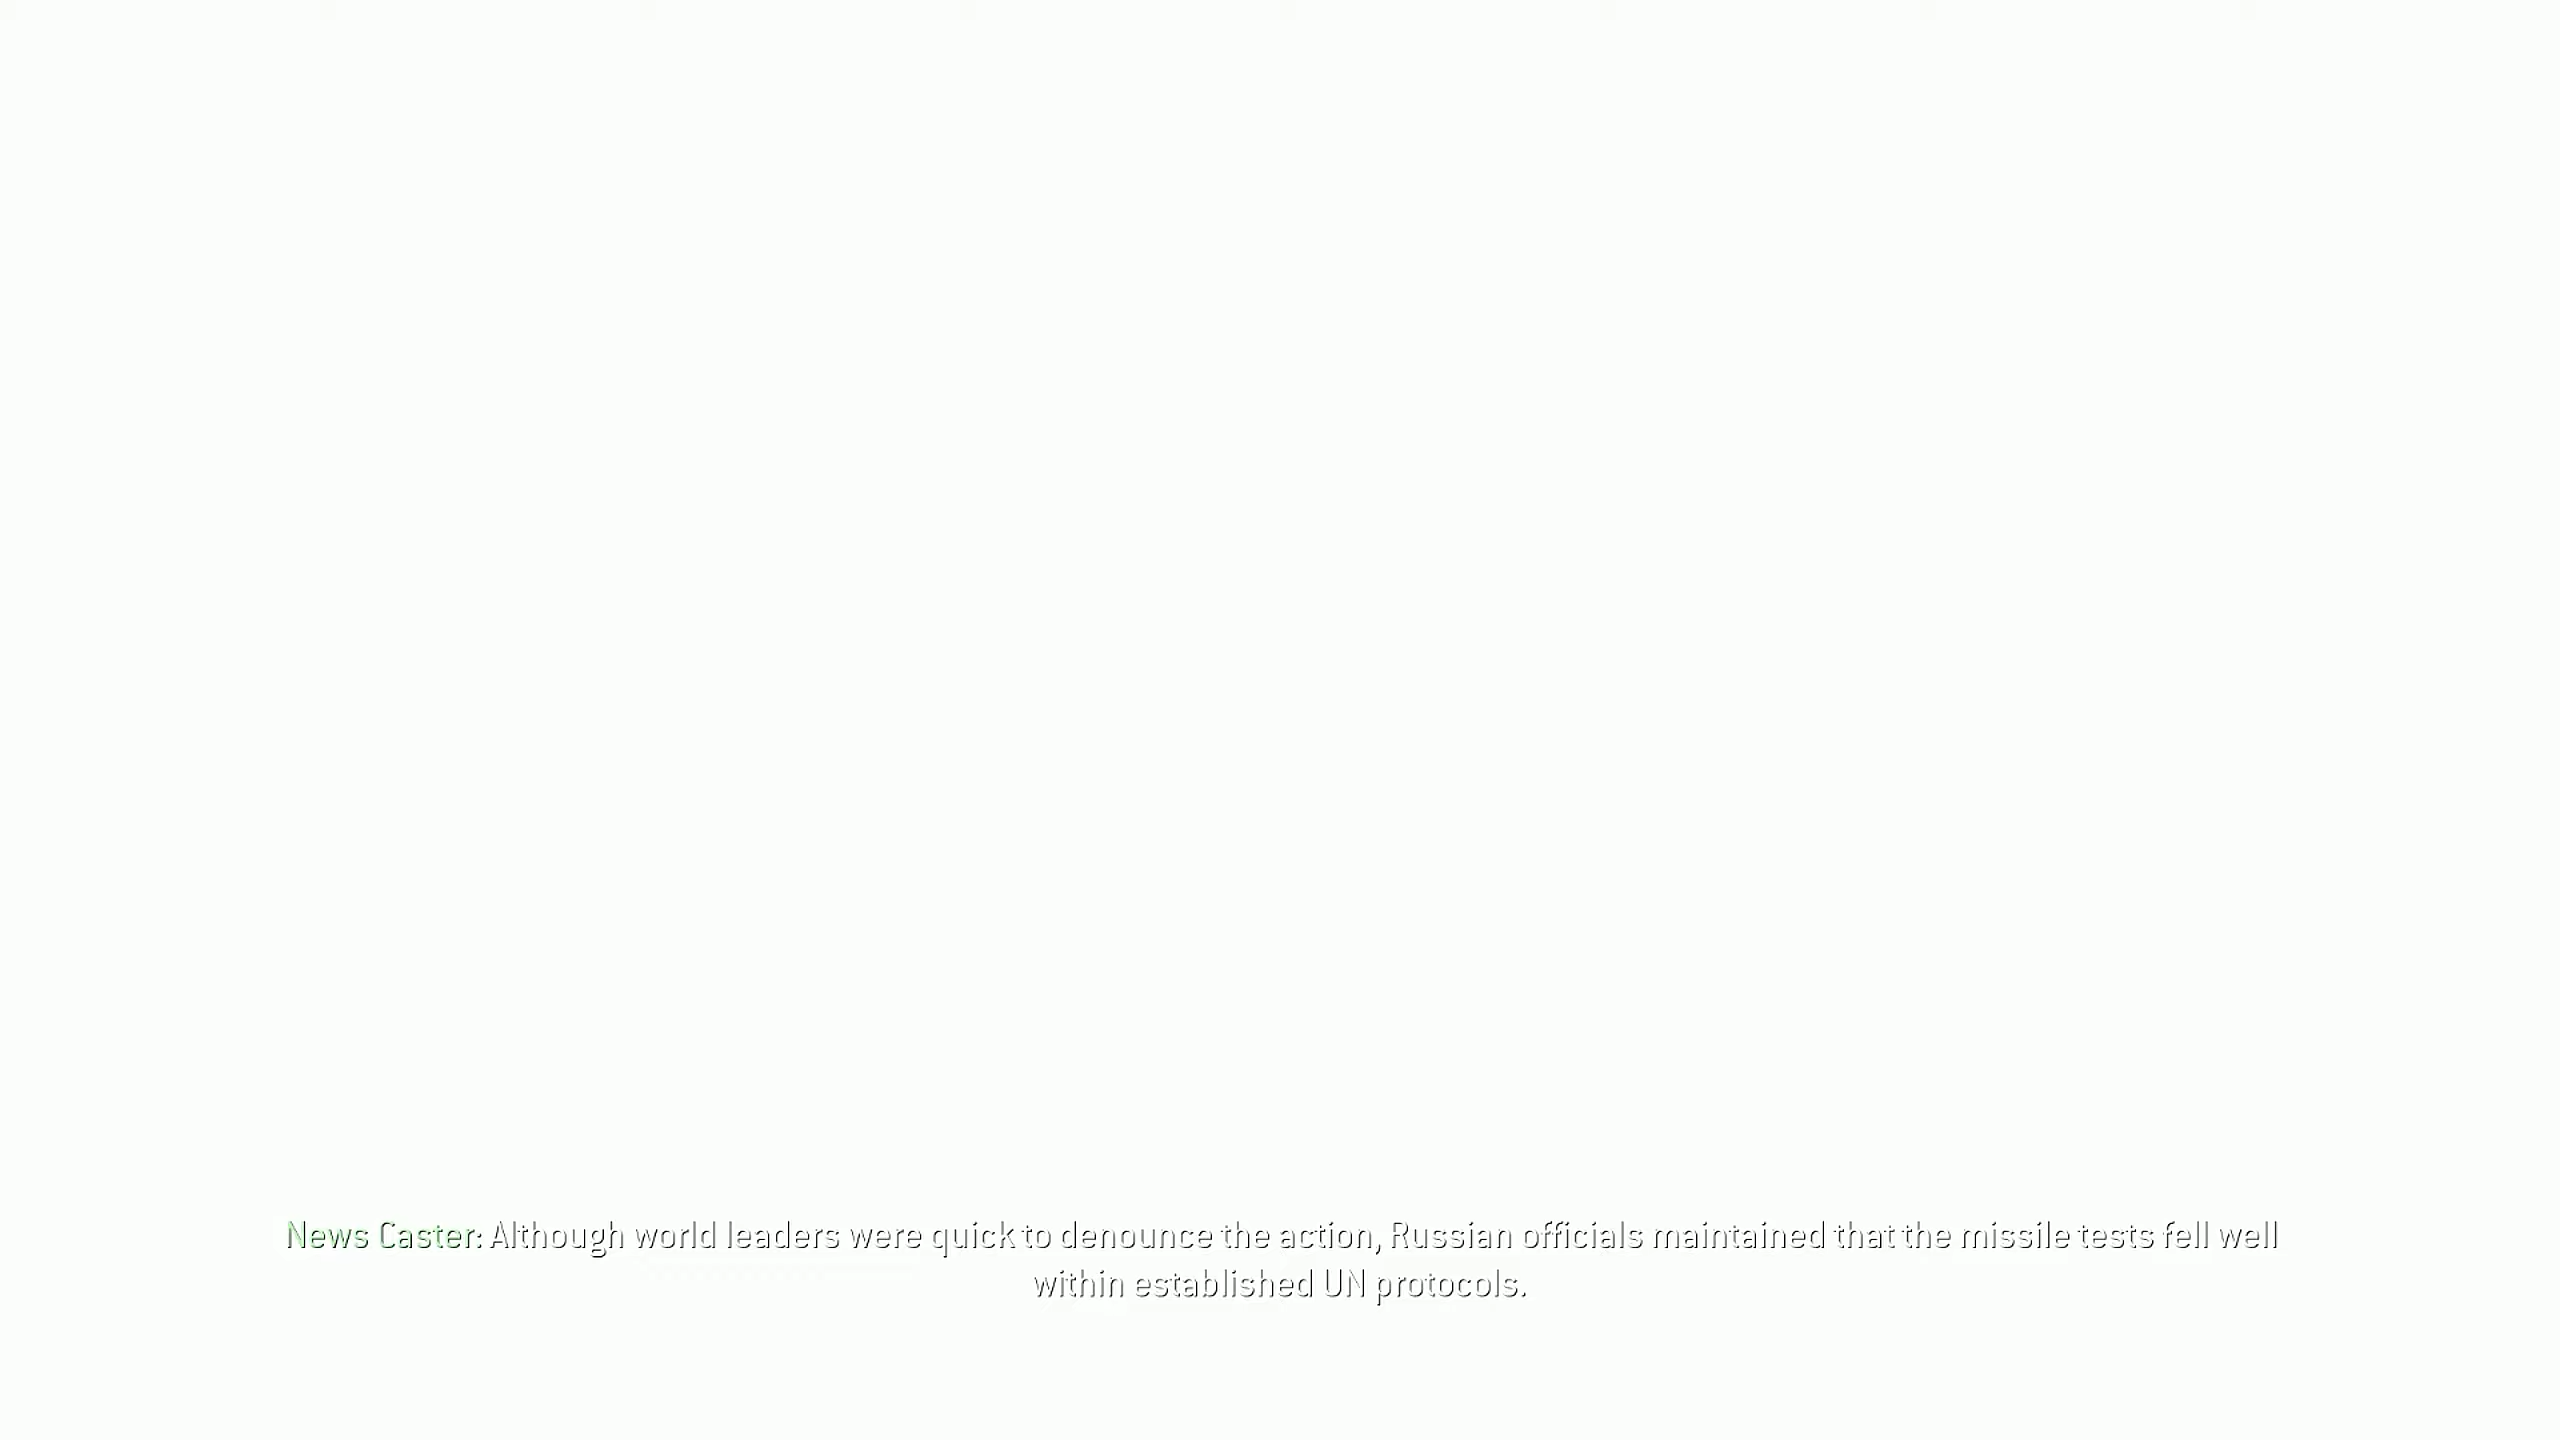 News Caster: Although world leaders were quick to denounce the action, Russian officials maintained that the missile tests fell well
within established UN protocols.